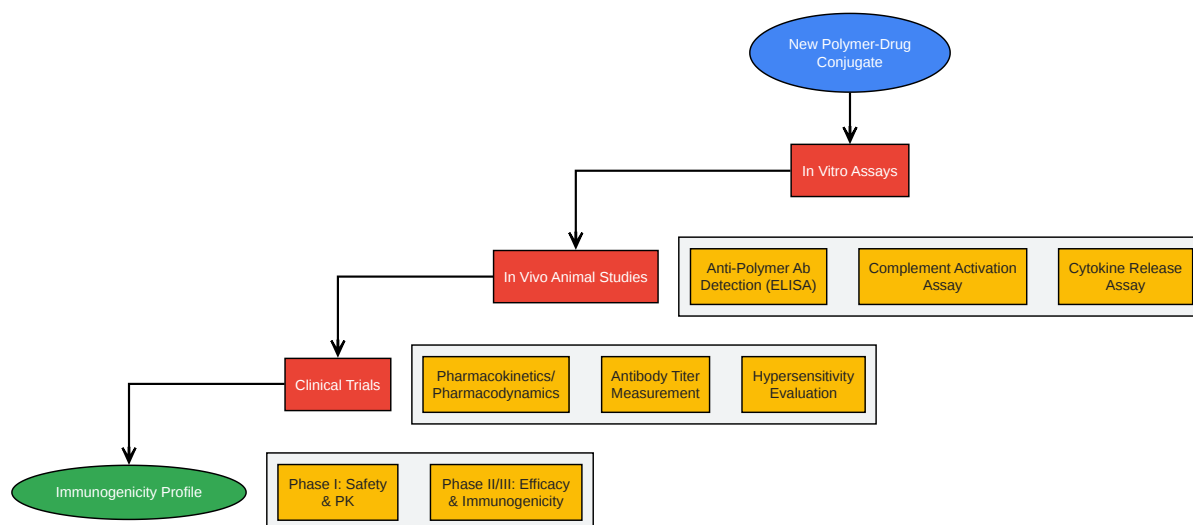 New Polymer-Drug
Conjugate
In Vitro Assays
In Vivo Animal Studies
Anti-Polymer Ab
Detection (ELISA)
Complement Activation
Assay
Cytokine Release
Assay
Clinical Trials
Pharmacokinetics/
Pharmacodynamics
Antibody Titer
Measurement
Hypersensitivity
Evaluation
Immunogenicity Profile
Phase I: Safety
& PK
Phase II/III: Efficacy
& Immunogenicity